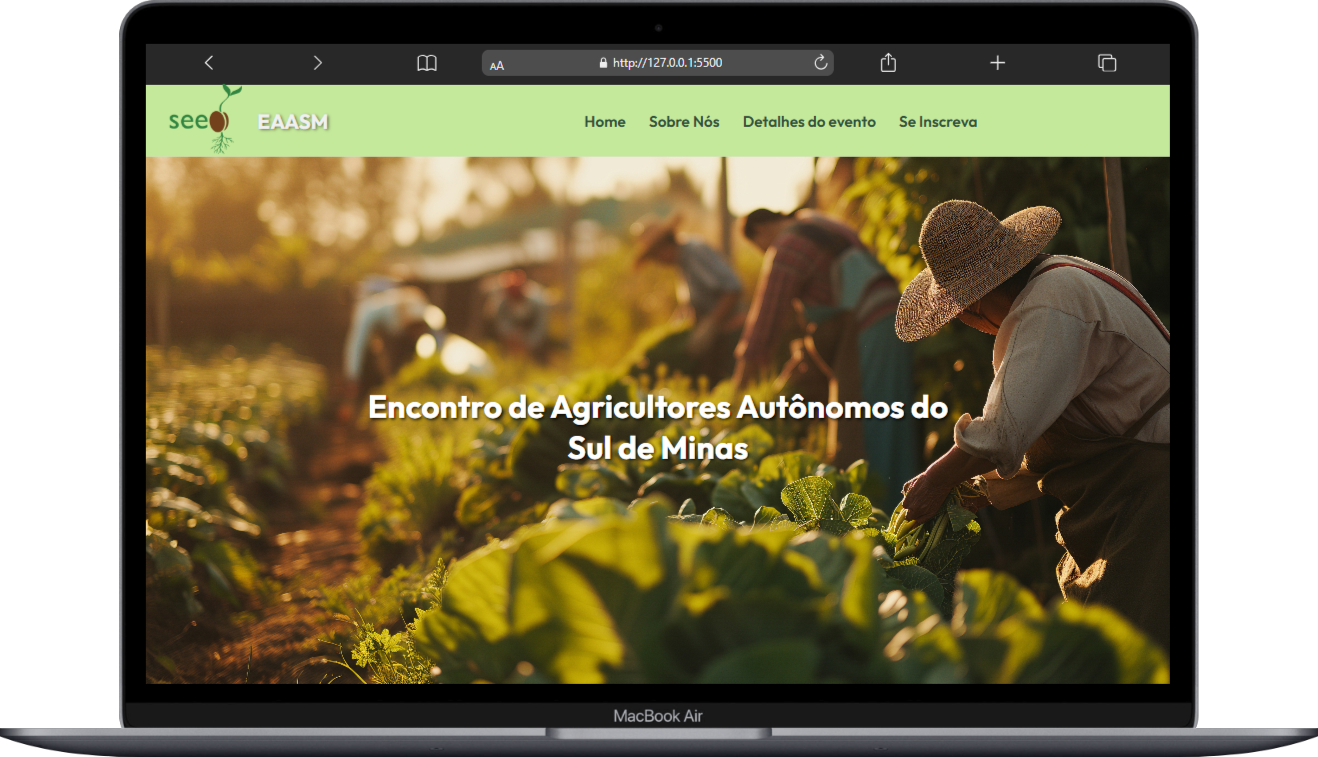 AA
http://127.0.0.1:5500
seed
EAASM
Home
Sobre Nós
Detalhes do evento
Se Inscreva
Encontro de Agricultores Autônomos do
Sul de Minas
MacBook Air